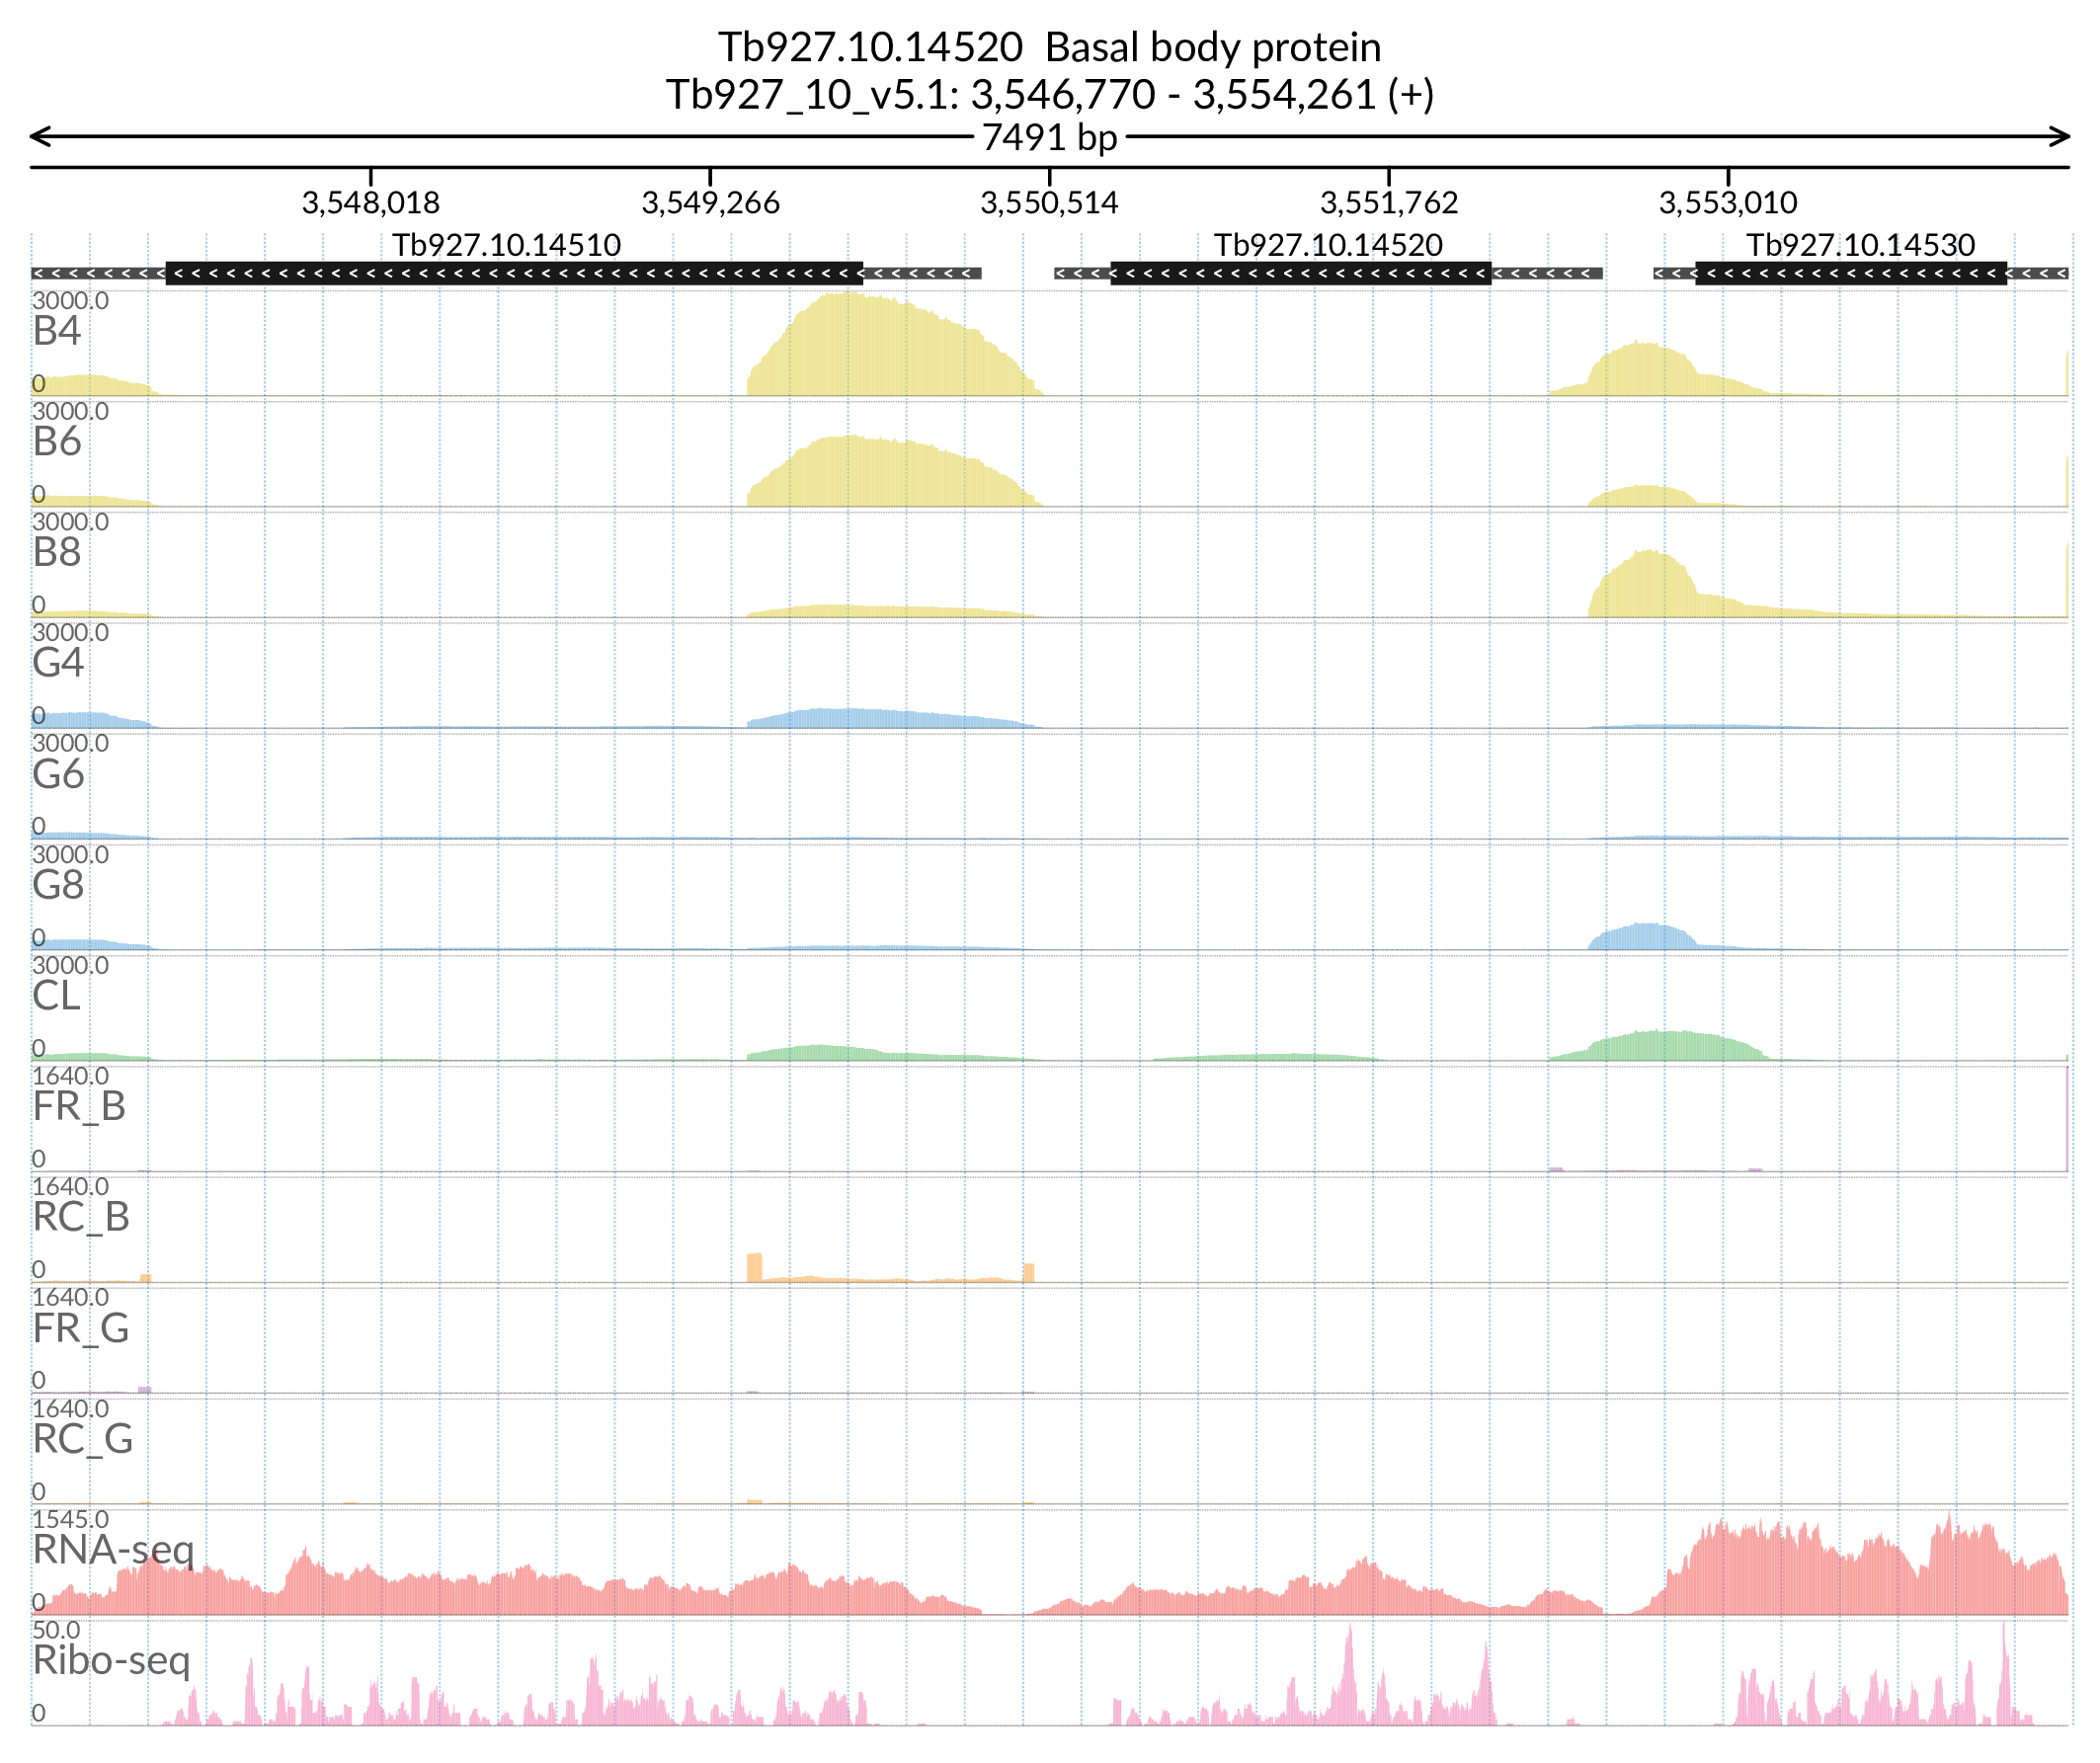 Tb927.10.14520  Basal body protein
Tb927_10_v5.1: 3,546,770 - 3,554,261 (+)
7491 bp
3,548,018 3,549,266 3,550,514 3,551,762 3,553,010
Tb927.10.14510 Tb927.10.14520 Tb927.10.14530
3000.0
B4
0
3000.0
B6
0
3000.0
B8
0
3000.0
G4
0
3000.0
G6
0
3000.0
G8
0
3000.0
CL
0
1640.0
FR_B
0
1640.0
RC_B
0
1640.0
FR_G
0
1640.0
RC_G
0
1545.0
RNA-seq
0
50.0
Ribo-seq
0